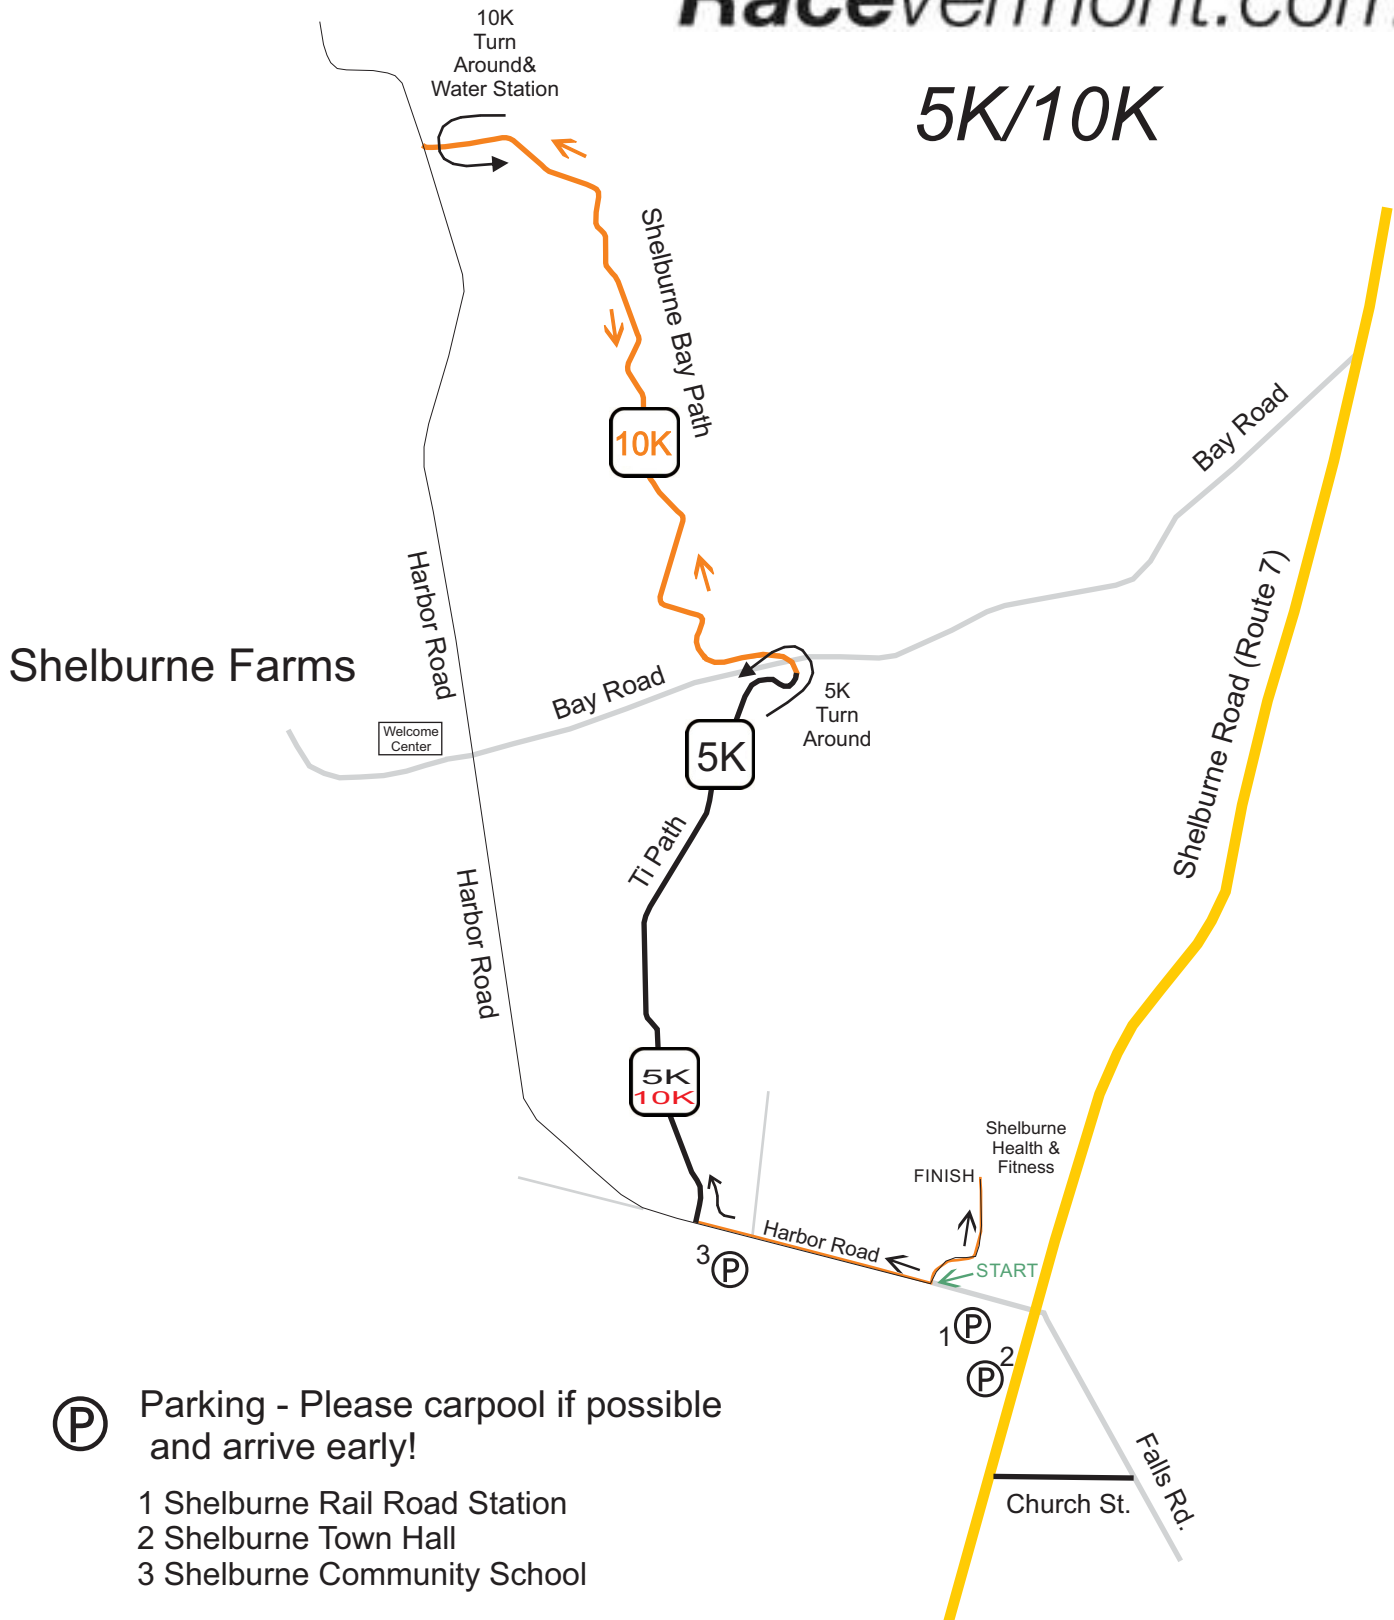 Racevermont.com
5K/10K
10K
Turn
Around&
Water Station
Shelburne Bay Path
10K
Bay Road
Harbor Road
Shelburne Road (Route 7)
Shelburne Farms
Bay Road
Welcome
Center
5K
Turn
Around
5K
Ti Path
Harbor Road
5K
10K
Shelburne
Health &
Fitness
FINISH
Harbor Road
START
3 P
1 P
2
P
P
Parking - Please carpool if possible
and arrive early!
Falls Rd.
Church St.
1 Shelburne Rail Road Station
2 Shelburne Town Hall
3 Shelburne Community School